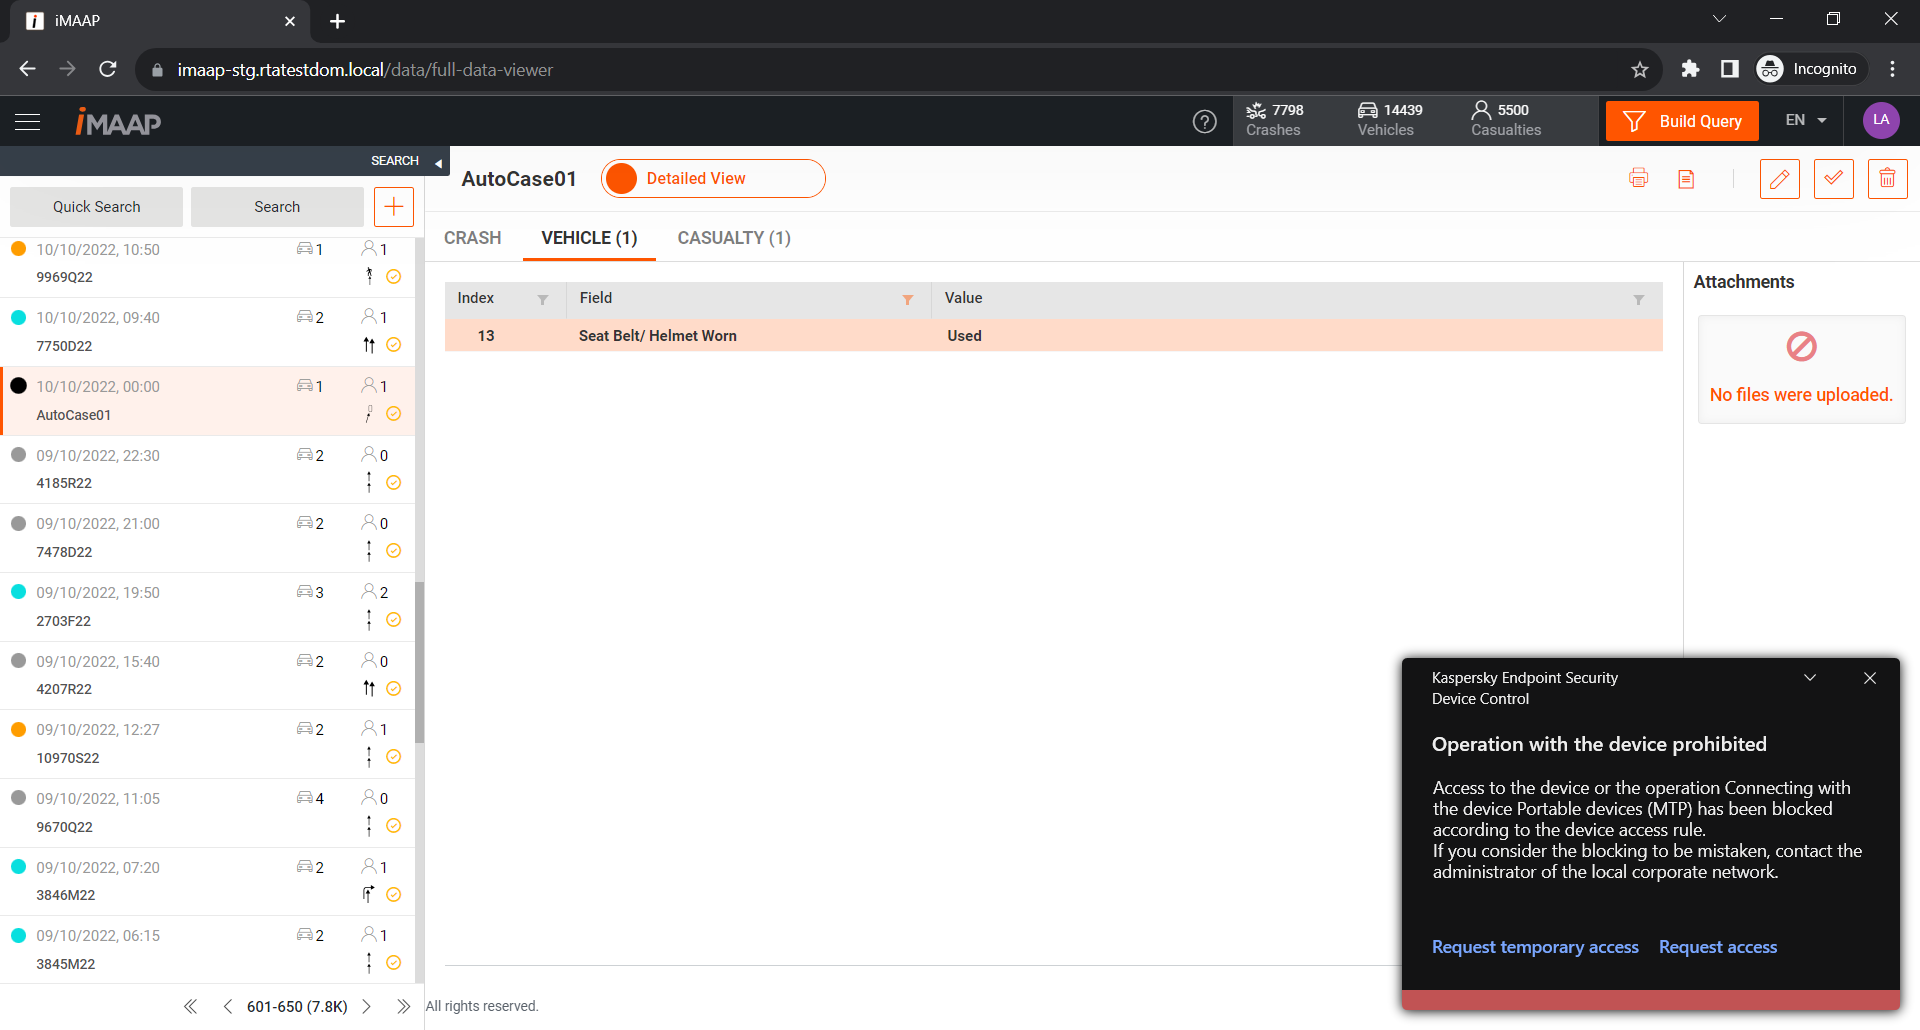 iMAAP
imaap-stg.rtatestdom.local/data/full-data-viewer
Incognito
iMAAP
7798
Crashes
14439
Vehicles
5500
Casualties
Build Query
EN
LA
SEARCH
Quick Search
Search
AutoCase01
Detailed View
CRASH
VEHICLE (1)
CASUALTY (1)
10/10/2022, 10:50 1 1
9969Q22
10/10/2022, 09:40 2 1
7750D22
10/10/2022, 00:00 1 1
AutoCase01
09/10/2022, 22:30 2 0
4185R22
09/10/2022, 21:00 2 0
7478D22
09/10/2022, 19:50 3 2
2703F22
09/10/2022, 15:40 2 0
4207R22
09/10/2022, 12:27 2 1
10970S22
09/10/2022, 11:05 4 0
9670Q22
09/10/2022, 07:20 2 1
3846M22
09/10/2022, 06:15 2 1
3845M22
601-650 (7.8K)
Index Field Value
13 Seat Belt/ Helmet Worn Used
Attachments
No files were uploaded.
All rights reserved.
Kaspersky Endpoint Security
Device Control
Operation with the device prohibited
Access to the device or the operation Connecting with
the device Portable devices (MTP) has been blocked
according to the device access rule.
If you consider the blocking to be mistaken, contact the
administrator of the local corporate network.
Request temporary access Request access